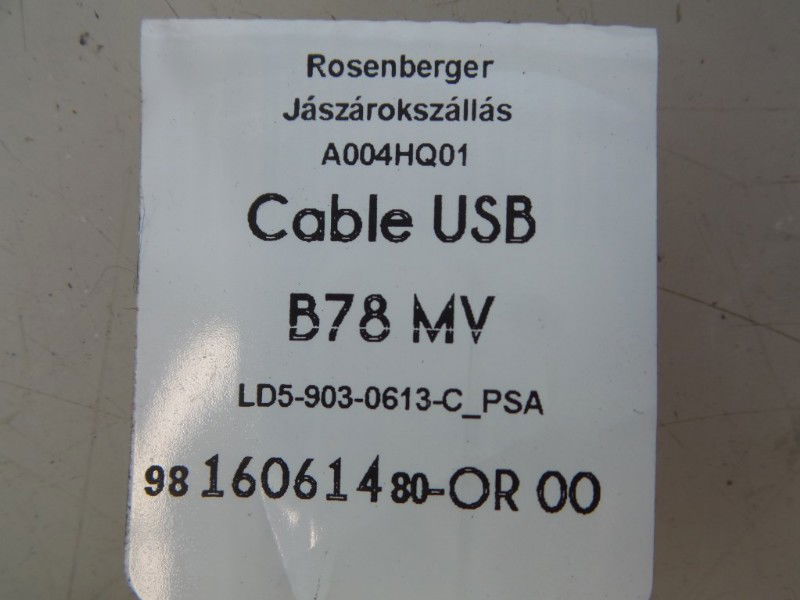 Rosenberger
Jászárokszállás
A004HQ01
Cable USB
B78 MV
LD5-903-0613-C_PSA
98 160614 80-OR 00